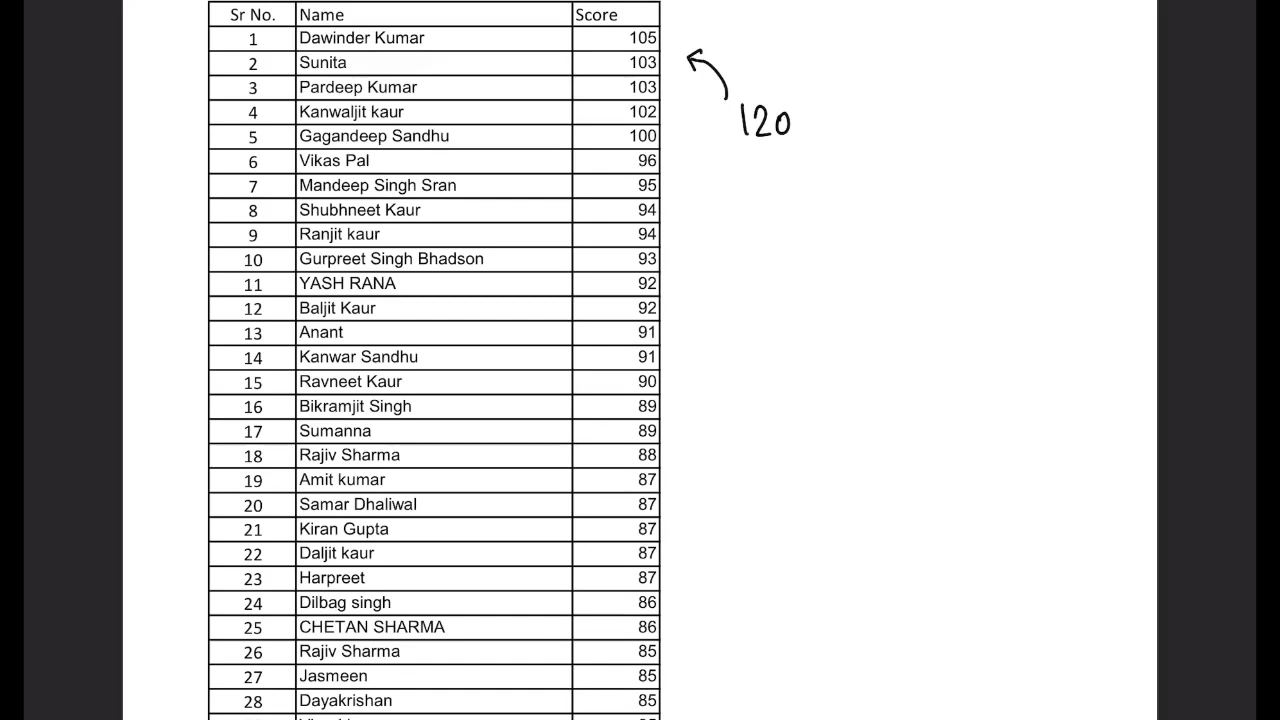 Sr No. Name Score
1 Dawinder Kumar 105
2 Sunita 103
3 Pardeep Kumar 103
4 Kanwaljit kaur 102
120
5 Gagandeep Sandhu 100
6 Vikas Pal 96
7 Mandeep Singh Sran 95
8 Shubhneet Kaur 94
9 Ranjit kaur 94
10 Gurpreet Singh Bhadson 93
11 YASH RANA 92
12 Baljit Kaur 92
13 Anant 91
14 Kanwar Sandhu 91
15 Ravneet Kaur 90
16 Bikramjit Singh 89
17 Sumanna 89
18 Rajiv Sharma 88
19 Amit kumar 87
20 Samar Dhaliwal 87
21 Kiran Gupta 87
22 Daljit kaur 87
23 Harpreet 87
24 Dilbag singh 86
25 CHETAN SHARMA 86
26 Rajiv Sharma 85
27 Jasmeen 85
28 Dayakrishan 85